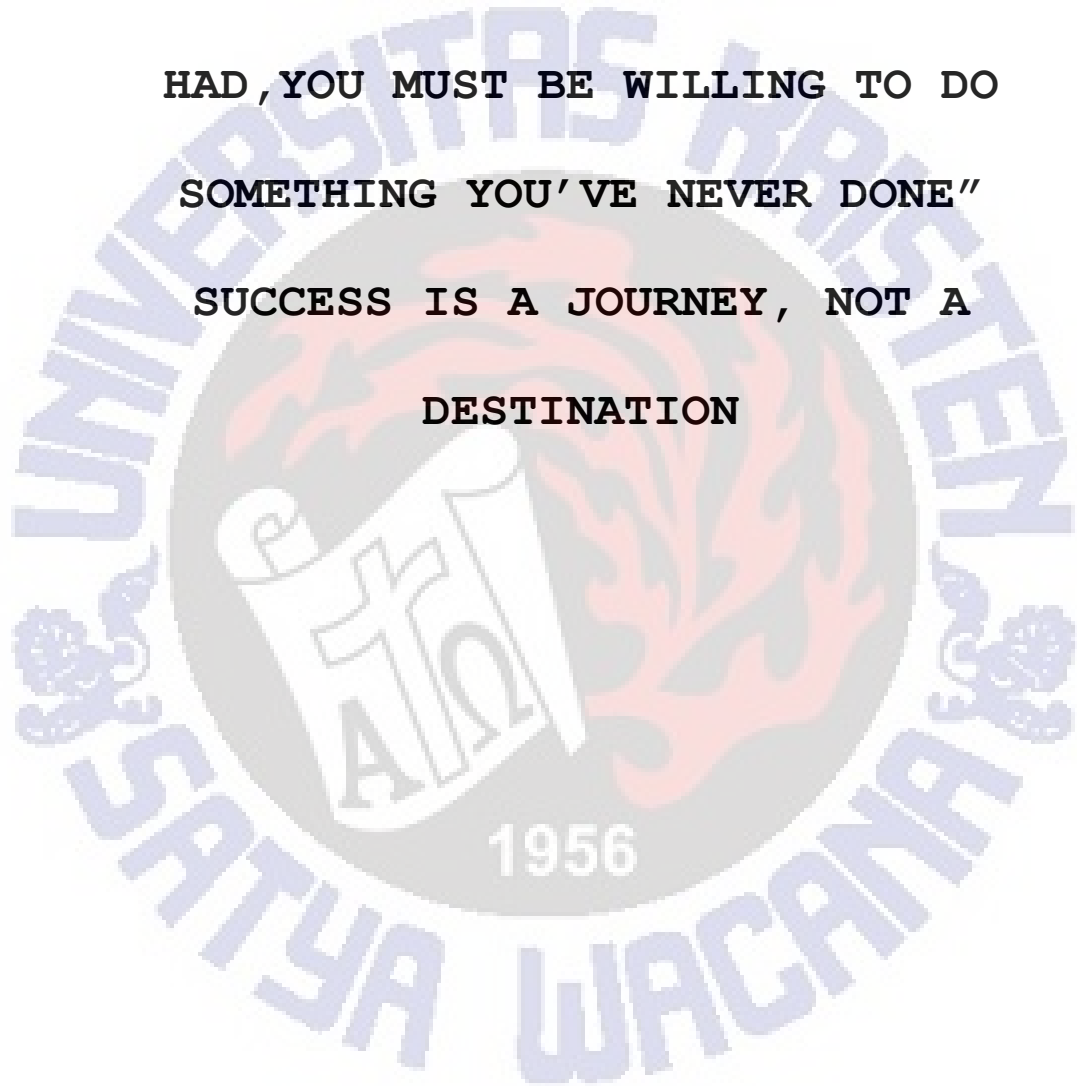 HAD,YOU MUST BE WILLING TO DO
SOMETHING YOU’VE NEVER DONE”
SUCCESS IS A JOURNEY, NOT A
DESTINATION
UNIVERSITAS KRISTEN
SATYA WACANA
Α Ω
1956